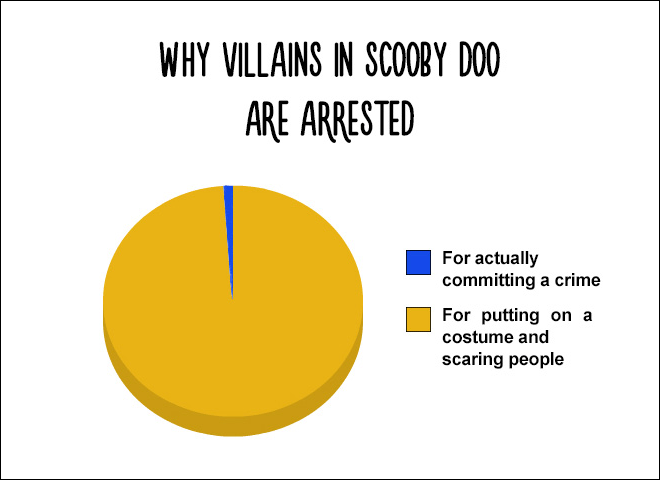 WHY VILLAINS IN SCOOBY DOO
ARE ARRESTED
For actually
committing a crime
For putting on a
costume and
scaring people